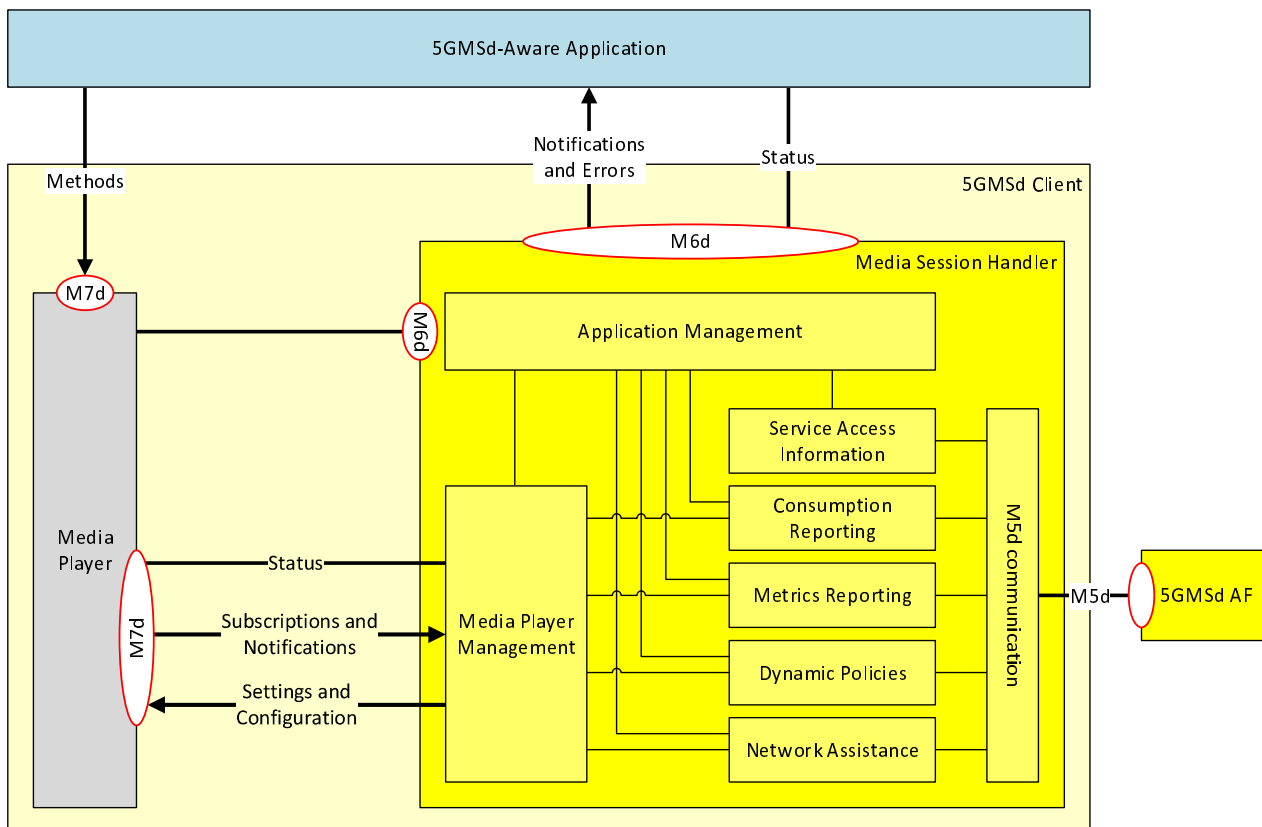 5GMSd-Aware Application
Notifications
and Errors
Status
Methods
5GMSd Client
M6d
Media Session Handler
M7d
M6d
Application Management
Service Access
Information
Consumption
Reporting
Media
Player
Status
M5d communication
Metrics Reporting
M5d
5GMSd AF
Subscriptions and
Notifications
M7d
Media Player
Management
Dynamic Policies
Settings and
Configuration
Network Assistance